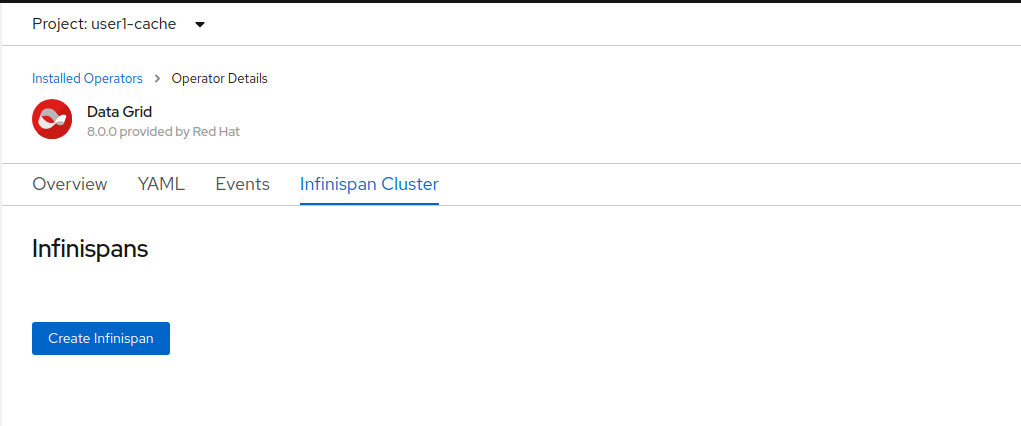 Project: user1-cache
Installed Operators > Operator Details
Data Grid
8.0.0 provided by Red Hat
Overview YAML Events Infinispan Cluster
Infinispans
Create Infinispan